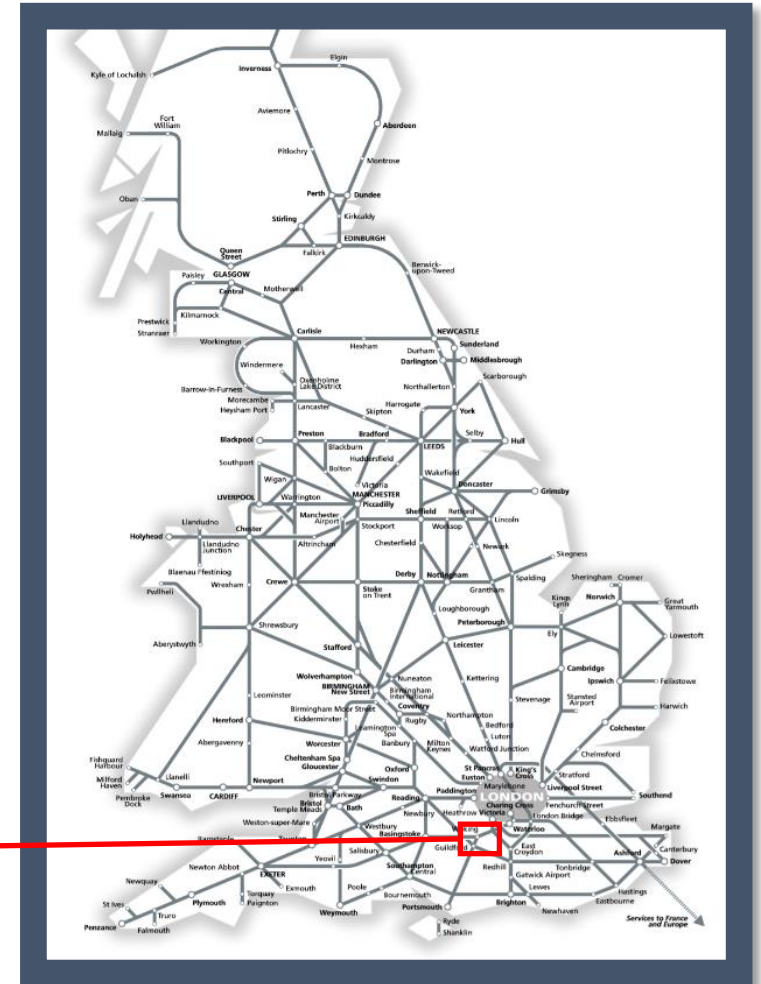 Elgin
Inverness
Kyle of Lochalsh
Aviemore
Fort
William
Mallaig
Aberdeen
Pitlochry
Montrose
Perth
Dundee
Oban
Stirling
Kirkcaldy
EDINBURGH
Queen
Street
Falkirk
Berwick-
upon-Tweed
Paisley
GLASGOW
Central
Motherwell
Prestwick
Kilmarnock
Stranraer
Carlisle
NEWCASTLE
Workington
Hexham
Sunderland
Durham
Darlington
Middlesbrough
Windermere
Scarborough
Oxenholme
Lake District
Barrow-in-Furness
Northallerton
Morecambe
Heysham Port
Lancaster
Harrogate
York
Skipton
Blackpool
Preston
Bradford
Selby
Hull
Blackburn
LEEDS
Huddersfield
Southport
Bolton
Wakefield
Wigan
Victoria
Doncaster
Grimsby
LIVERPOOL
Warrington
MANCHESTER
Piccadilly
Manchester
Airport
Sheffield
Retford
Llandudno
Stockport
Worksop
Lincoln
Holyhead
Chester
Llandudno
Junction
Altrincham
Chesterfield
Newark
Skegness
Blaenau Ffestiniog
Pwllheli
Wrexham
Crewe
Stoke
on Trent
Derby
Nottingham
Grantham
Spalding
Sheringham
Cromer
Kings
Lynn
Norwich
Great
Yarmouth
Loughborough
Peterborough
Ely
Lowestoft
Aberystwyth
Shrewsbury
Stafford
Leicester
Wolverhampton
BIRMINGHAM
New Street
Nuneaton
Kettering
Cambridge
Ipswich
Felixstowe
Birmingham
International
Leominster
Birmingham Moor Street
Coventry
Stevenage
Stansted
Airport
Harwich
Hereford
Kidderminster
Rugby
Northampton
Leamington
Spa
Bedford
Colchester
Abergavenny
Worcester
Banbury
Milton
Keynes
Luton
Watford Junction
Chelmsford
Cheltenham Spa
Gloucester
Oxford
St Pancras
Euston
King's
Cross
Stratford
Fishguard
Harbour
Llanelli
Newport
Swindon
Marylebone
Liverpool Street
Milford
Haven
Swansea
CARDIFF
Bristol Parkway
Paddington
LONDON
Southend
Pembroke
Dock
Bristol
Temple Meads
Bath
Reading
Charing Cross
Fenchurch Street
Newbury
Heathrow
Victoria
London Bridge
Ebbsfleet
Weston-super-Mare
Westbury
Basingstoke
Woking
Waterloo
Margate
Barnstaple
Taunton
Salisbury
Guildford
East
Croydon
Canterbury
Ashford
Dover
Newton Abbot
Yeovil
Southampton
Central
Redhill
Tonbridge
Gatwick Airport
EXETER
Newquay
Exmouth
Poole
Lewes
Hastings
Torquay
Paignton
Bournemouth
Eastbourne
St Ives
Plymouth
Portsmouth
Brighton
Newhaven
Truro
Weymouth
Services to France
and Europe
Penzance
Falmouth
Ryde
Shanklin